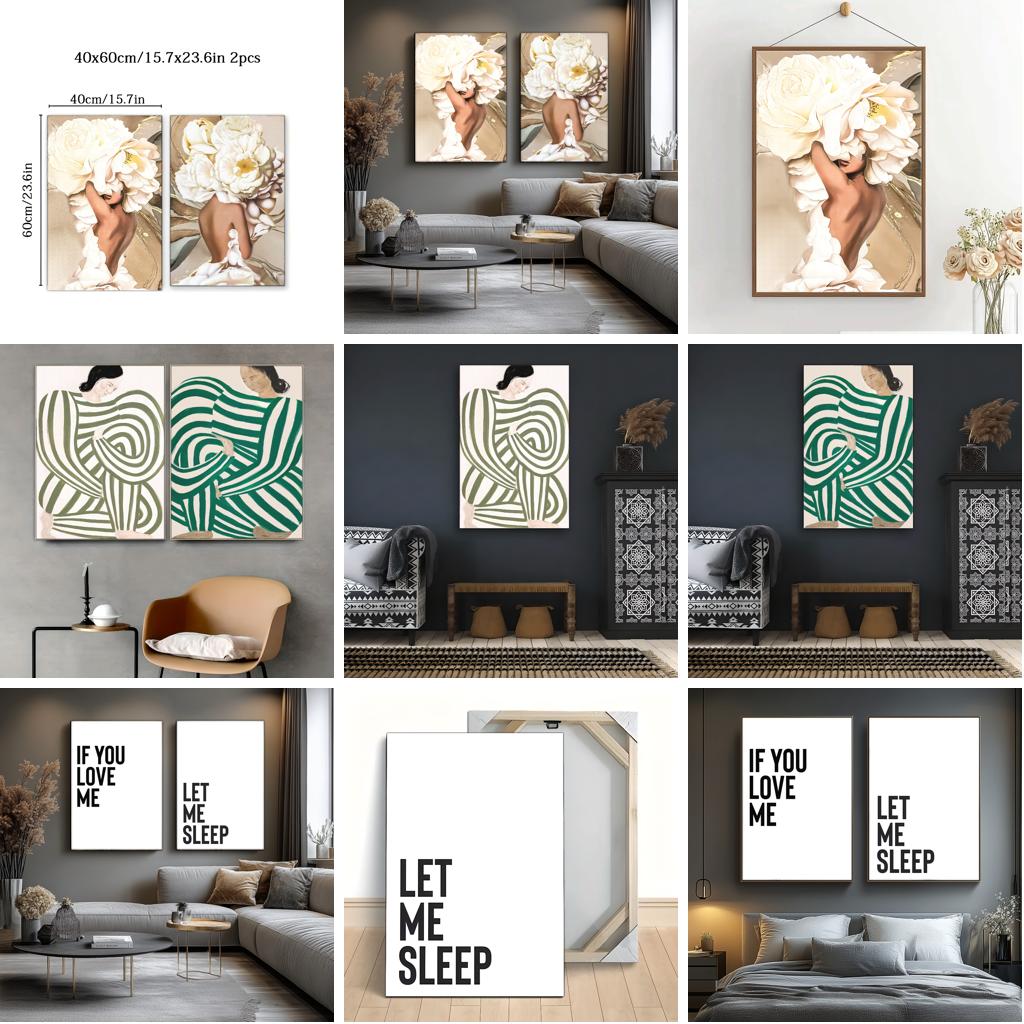 40x60cm/15.7x23.6in 2pcs
40cm/15.7in
60cm/23.6in
IF YOU
LOVE
ME
LET
ME
SLEEP
LET
ME
SLEEP
IF YOU
LOVE
ME
LET
ME
SLEEP